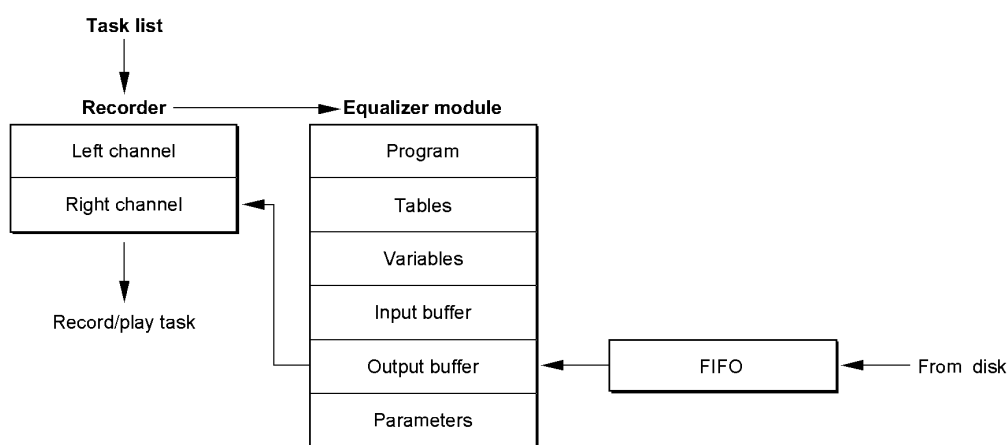 Task list
Recorder
Equalizer module
Left channel
Right channel
Record/play task
Program
Tables
Variables
Input buffer
Output buffer
Parameters
FIFO
From disk